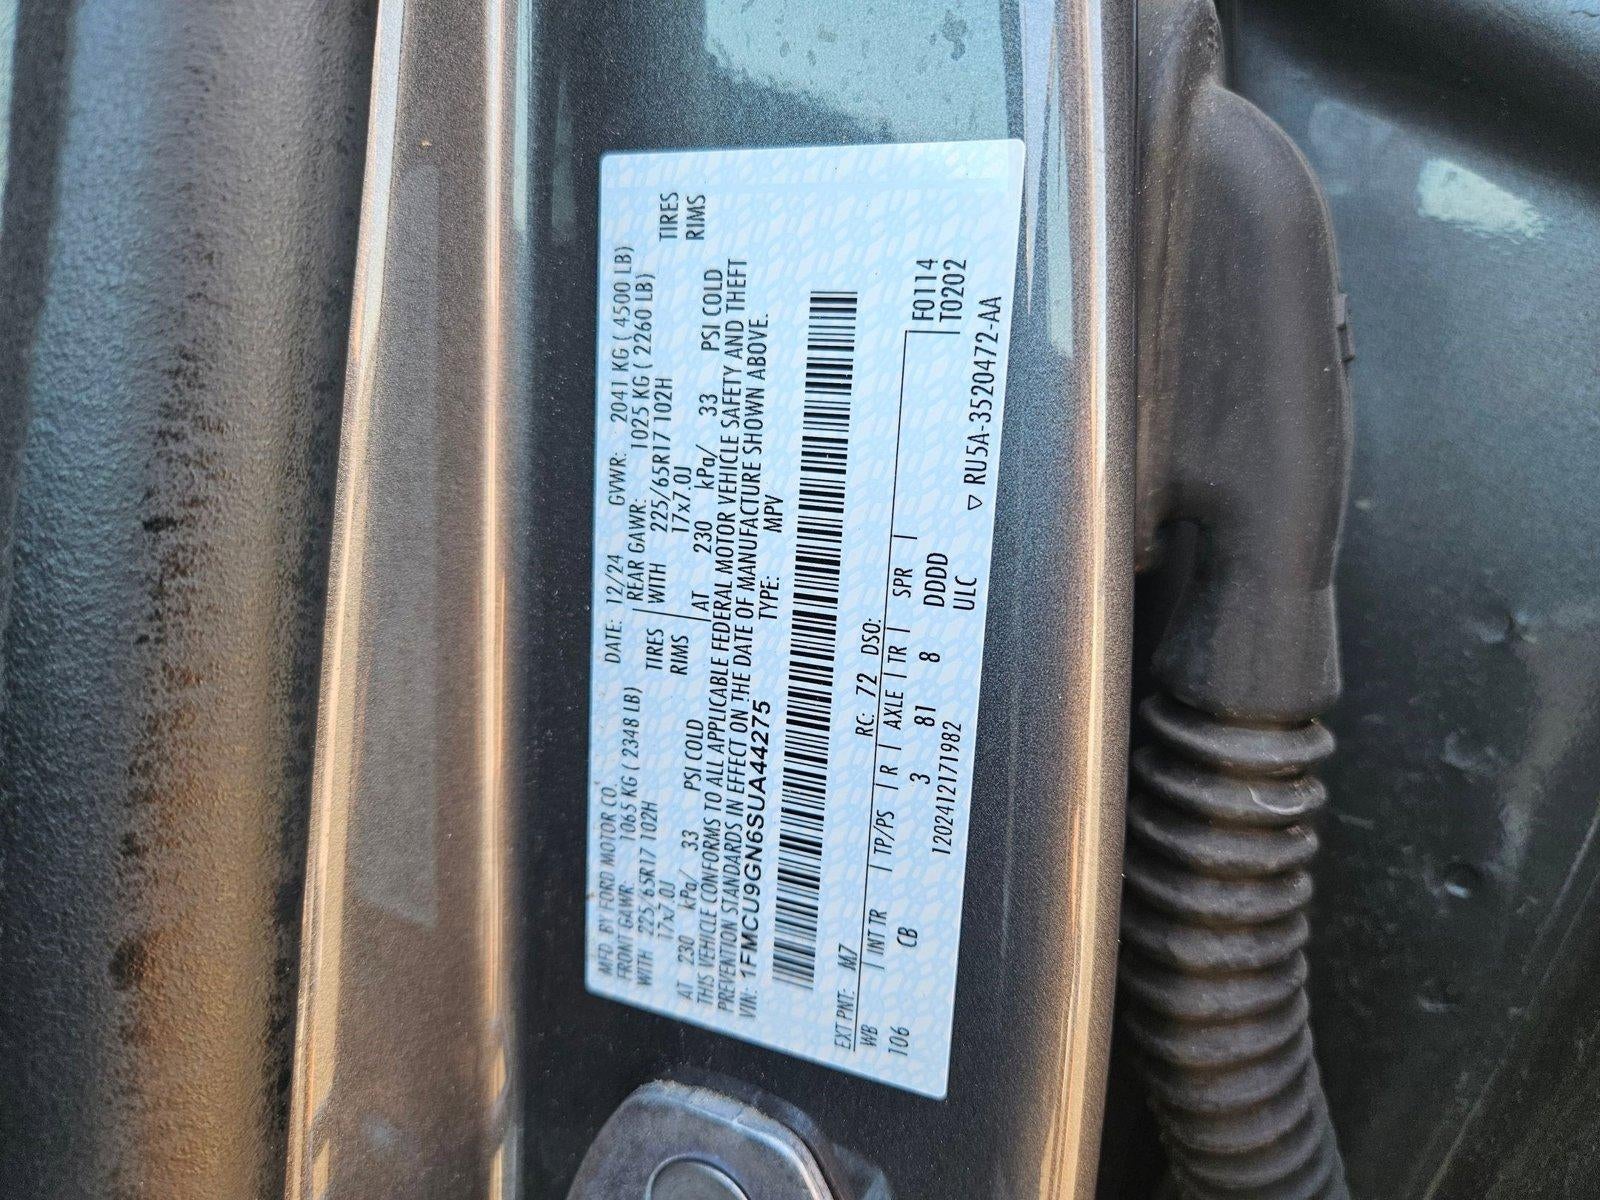 MFD. BY FORD MOTOR CO. DATE: 12/24 GVWR: 2041 KG ( 4500 LB)
FRONT GAWR: 1065 KG ( 2348 LB) REAR GAWR: 1025 KG ( 2260 LB)
WITH 225/65R17 102H TIRES WITH 225/65R17 102H TIRES
17x7.0J RIMS 17x7.0J RIMS
AT 230 kPa/ 33 PSI COLD AT 230 kPa/ 33 PSI COLD
THIS VEHICLE CONFORMS TO ALL APPLICABLE FEDERAL MOTOR VEHICLE SAFETY AND THEFT
PREVENTION STANDARDS IN EFFECT ON THE DATE OF MANUFACTURE SHOWN ABOVE.
VIN: 1FMCU9GN6SUA44275 TYPE: MPV
EXT PNT: M7 RC: 72 DSO:
WB | INT TR | TP/PS | R | AXLE | TR | SPR | F0114
106 CB 3 81 8 DDDD T0202
1202412171982 ULC
▽ RU5A-3520472-AA